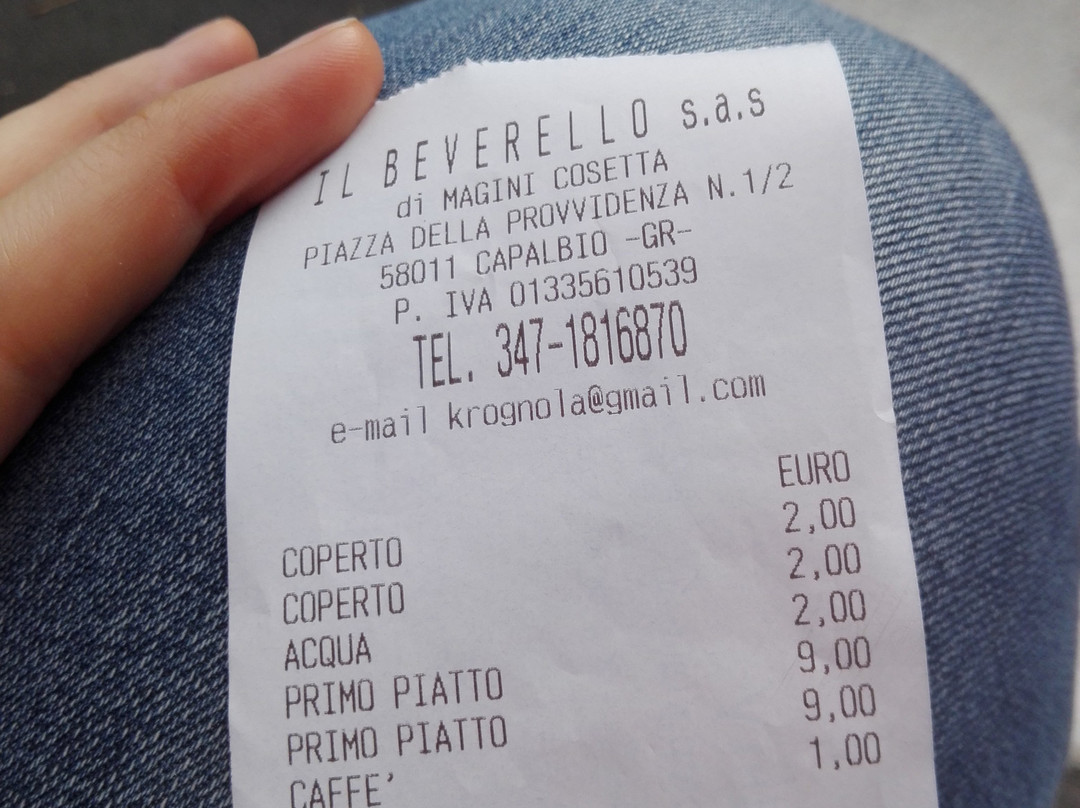 IL BEVERELLO s.a.s
di MAGINI COSETTA
PIAZZA DELLA PROVVIDENZA N.1/2
58011 CAPALBIO -GR-
P. IVA 01335610539
TEL. 347-1816870
e-mail krognola@gmail.com
EURO
COPERTO 2,00
COPERTO 2,00
ACQUA 2,00
PRIMO PIATTO 9,00
PRIMO PIATTO 9,00
CAFFE' 1,00